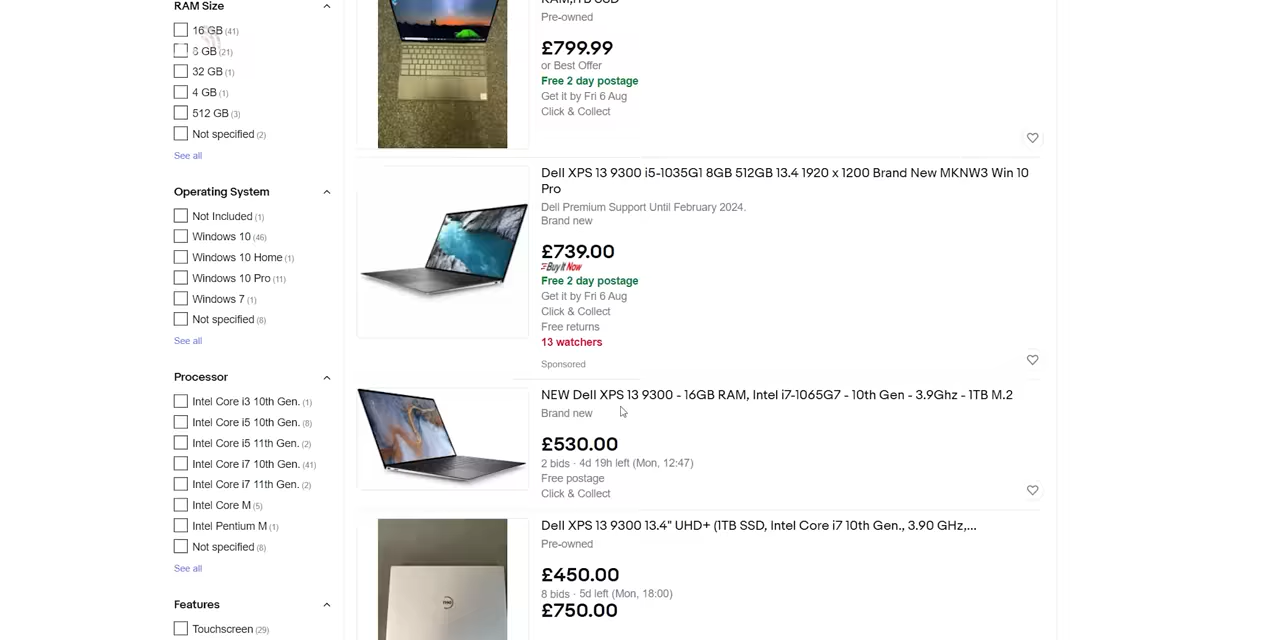 RAM Size
16 GB (41)
8 GB (21)
32 GB (1)
4 GB (1)
512 GB (3)
Not specified (2)
See all
Operating System
Not Included (1)
Windows 10 (46)
Windows 10 Home (1)
Windows 10 Pro (11)
Windows 7 (1)
Not specified (6)
See all
Processor
Intel Core i3 10th Gen. (1)
Intel Core i5 10th Gen. (8)
Intel Core i5 11th Gen. (2)
Intel Core i7 10th Gen. (41)
Intel Core i7 11th Gen. (2)
Intel Core M (5)
Intel Pentium M (1)
Not specified (8)
See all
Features
Touchscreen (29)
RAM,1TB SSD
Pre-owned
£799.99
or Best Offer
Free 2 day postage
Get it by Fri 6 Aug
Click & Collect
Dell XPS 13 9300 i5-1035G1 8GB 512GB 13.4 1920 x 1200 Brand New MKNW3 Win 10
Pro
Dell Premium Support Until February 2024.
Brand new
£739.00
Buy It Now
Free 2 day postage
Get it by Fri 6 Aug
Click & Collect
Free returns
13 watchers
Sponsored
NEW Dell XPS 13 9300 - 16GB RAM, Intel i7-1065G7 - 10th Gen - 3.9Ghz - 1TB M.2
Brand new
£530.00
2 bids · 4d 19h left (Mon, 12:47)
Free postage
Click & Collect
Dell XPS 13 9300 13.4" UHD+ (1TB SSD, Intel Core i7 10th Gen., 3.90 GHz,...
Pre-owned
£450.00
8 bids · 5d left (Mon, 18:00)
£750.00
DELL